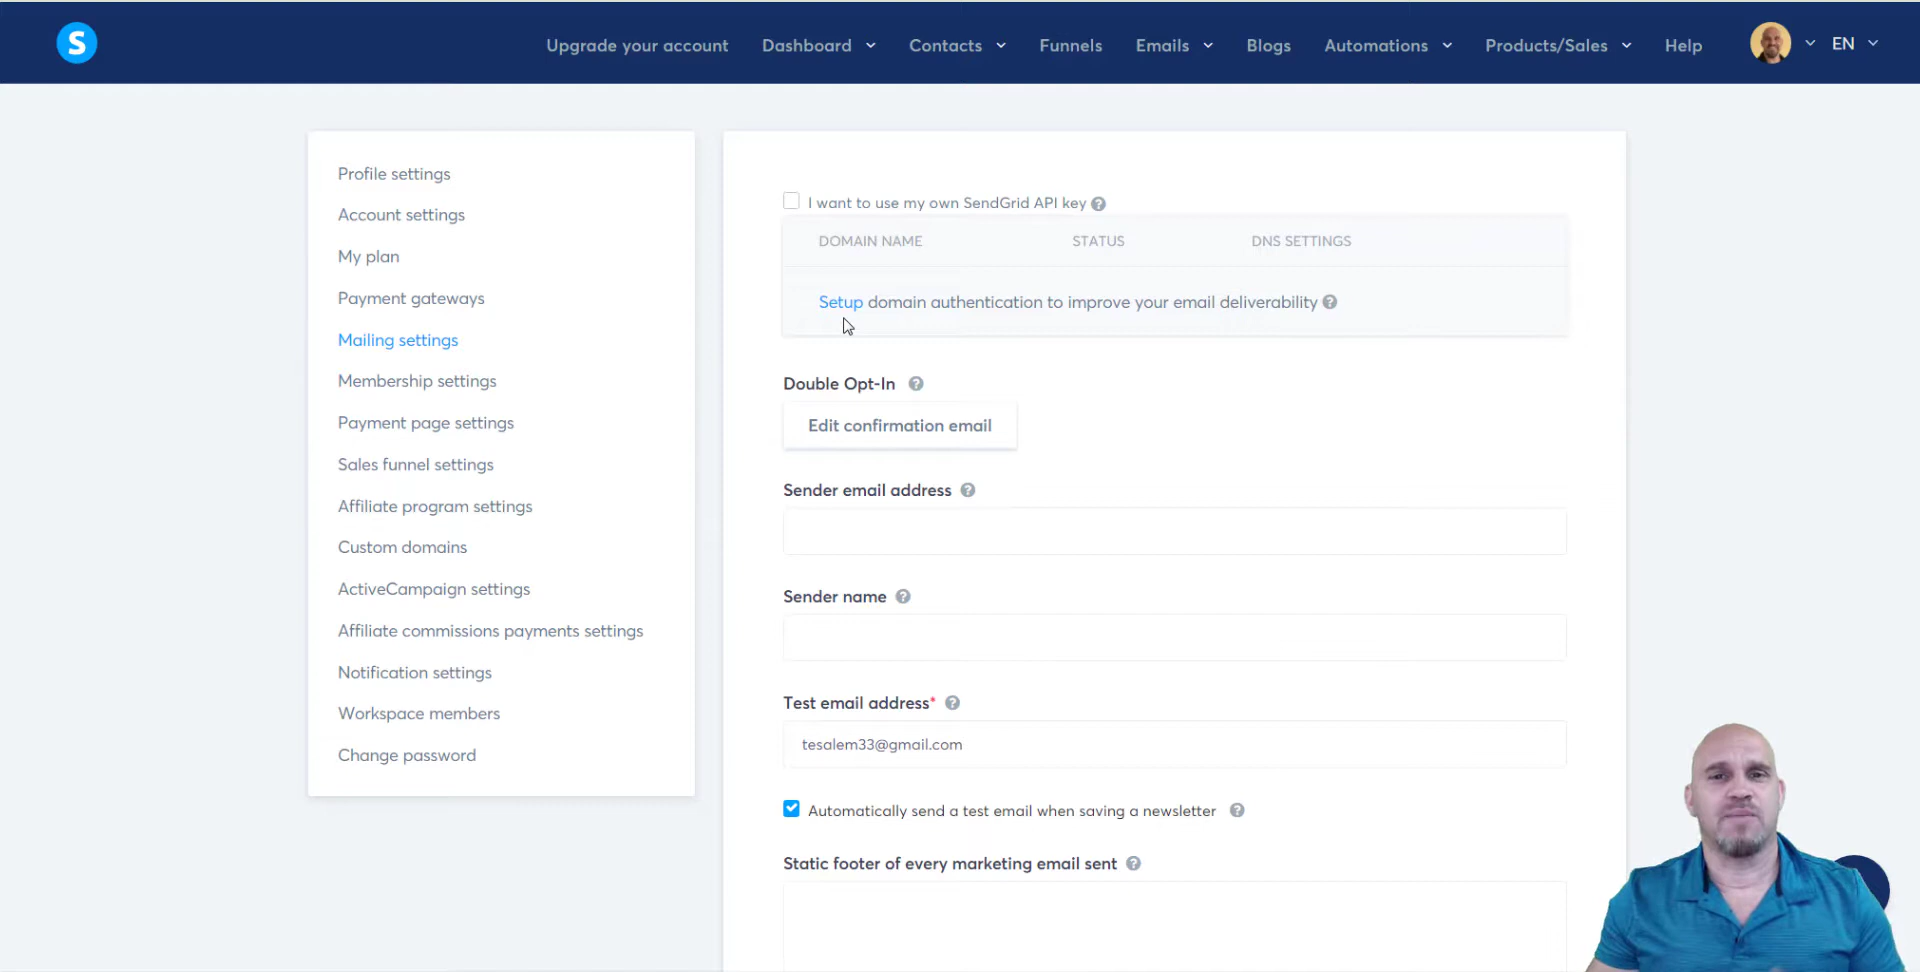 S
Upgrade your account Dashboard Contacts Funnels Emails Blogs Automations Products/Sales Help EN
Profile settings
Account settings
My plan
Payment gateways
Mailing settings
Membership settings
Payment page settings
Sales funnel settings
Affiliate program settings
Custom domains
ActiveCampaign settings
Affiliate commissions payments settings
Notification settings
Workspace members
Change password
I want to use my own SendGrid API key ?
DOMAIN NAME STATUS DNS SETTINGS
Setup domain authentication to improve your email deliverability ?
Double Opt-In ?
Edit confirmation email
Sender email address ?
Sender name ?
Test email address* ?
tesalem33@gmail.com
Automatically send a test email when saving a newsletter ?
Static footer of every marketing email sent ?